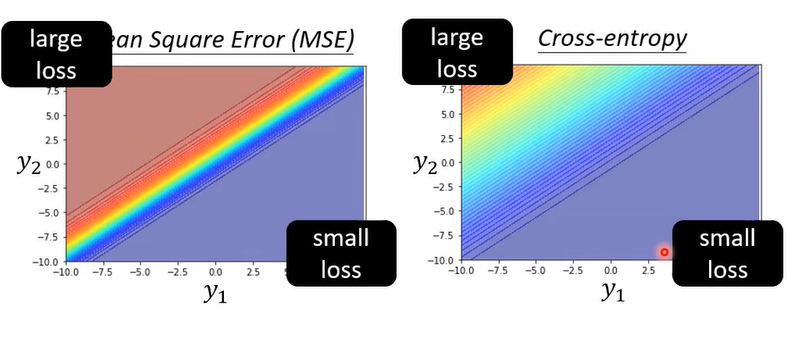 large
loss
ean Square Error (MSE)
large
loss
Cross-entropy
7.5
5.0
2.5
0.0
−2.5
−5.0
−7.5
−10.0
y₂
−10.0 −7.5 −5.0 −2.5 0.0 2.5
y₁
small
loss
7.5
5.0
2.5
0.0
−2.5
−5.0
−7.5
−10.0
y₂
−10.0 −7.5 −5.0 −2.5 0.0 2.5
y₁
small
loss